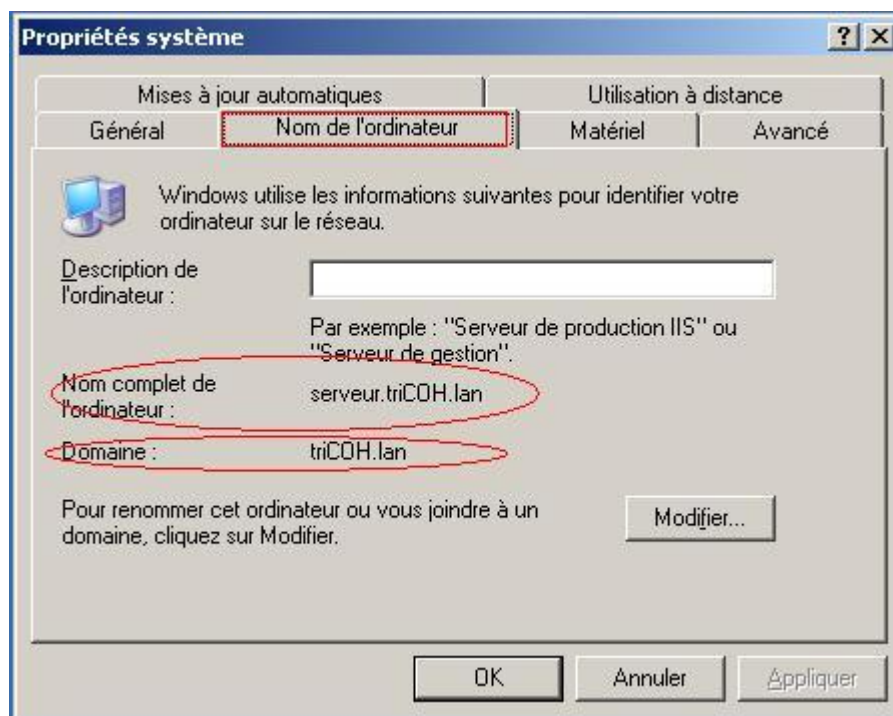 Propriétés système
Mises à jour automatiques
Utilisation à distance
Général
Nom de l'ordinateur
Matériel
Avancé
Windows utilise les informations suivantes pour identifier votre
ordinateur sur le réseau.
Description de
l'ordinateur :
Par exemple : "Serveur de production IIS" ou
"Serveur de gestion".
Nom complet de
l'ordinateur :
serveur.triCOH.lan
Domaine :
triCOH.lan
Pour renommer cet ordinateur ou vous joindre à un
domaine, cliquez sur Modifier.
Modifier...
OK
Annuler
Appliquer